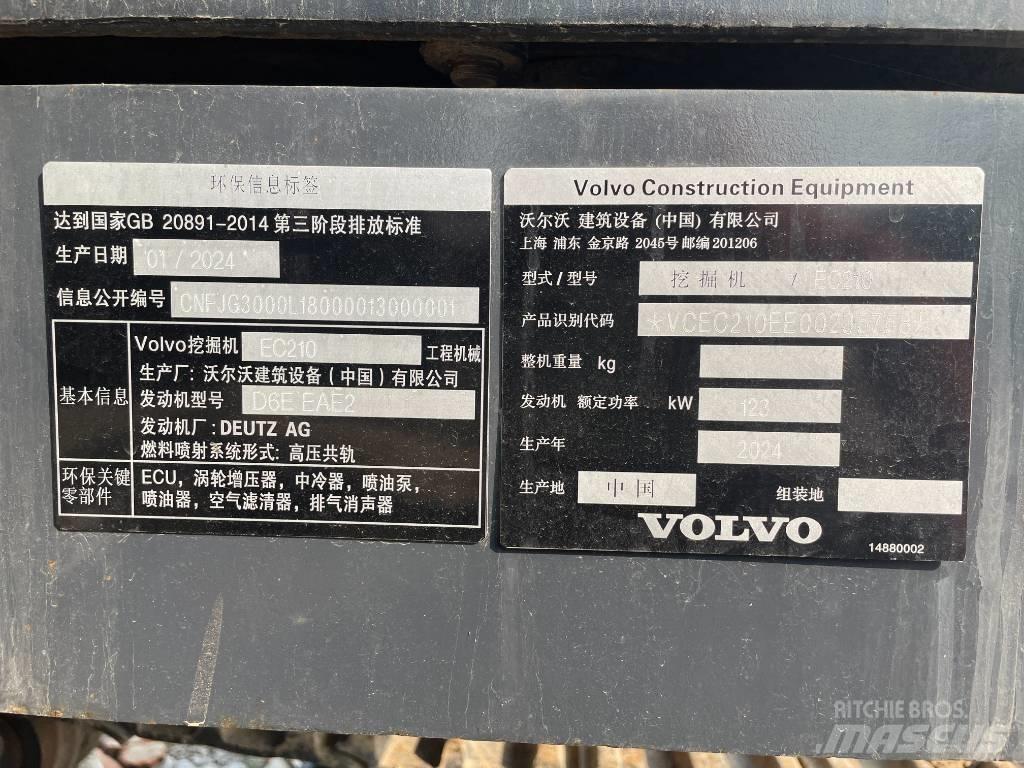 环保信息标签
达到国家GB 20891-2014 第三阶段排放标准
生产日期 01 / 2024
信息公开编号 CNFJG3000L18000013000001
基本信息
Volvo挖掘机 EC210 工程机械
生产厂: 沃尔沃建筑设备(中国)有限公司
发动机型号 D6E EAE2
发动机厂: DEUTZ AG
燃料喷射系统形式: 高压共轨
环保关键零部件
ECU, 涡轮增压器, 中冷器, 喷油泵,
喷油器, 空气滤清器, 排气消声器
Volvo Construction Equipment
沃尔沃 建筑设备 (中国) 有限公司
上海 浦东 金京路 2045号 邮编 201206
型式/型号 挖掘机 / EC210
产品识别代码
整机重量 kg
发动机 额定功率 kW 123
生产年 2024
生产地 中国 组装地
VOLVO
14880002
RITCHIE BROS.
MASCUS